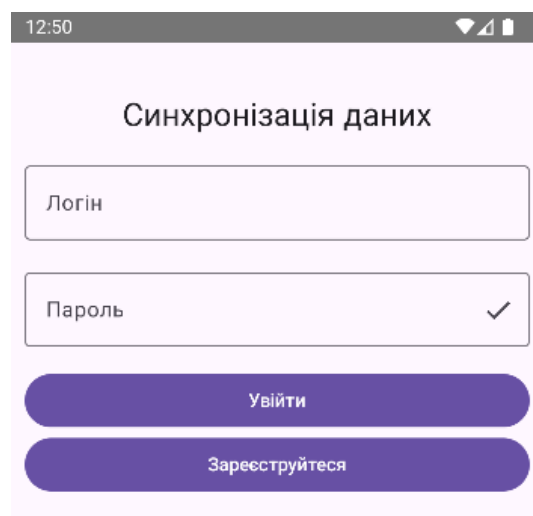 12:50
Синхронізація даних
Логін
Пароль
Увійти
Зареєструйтеся